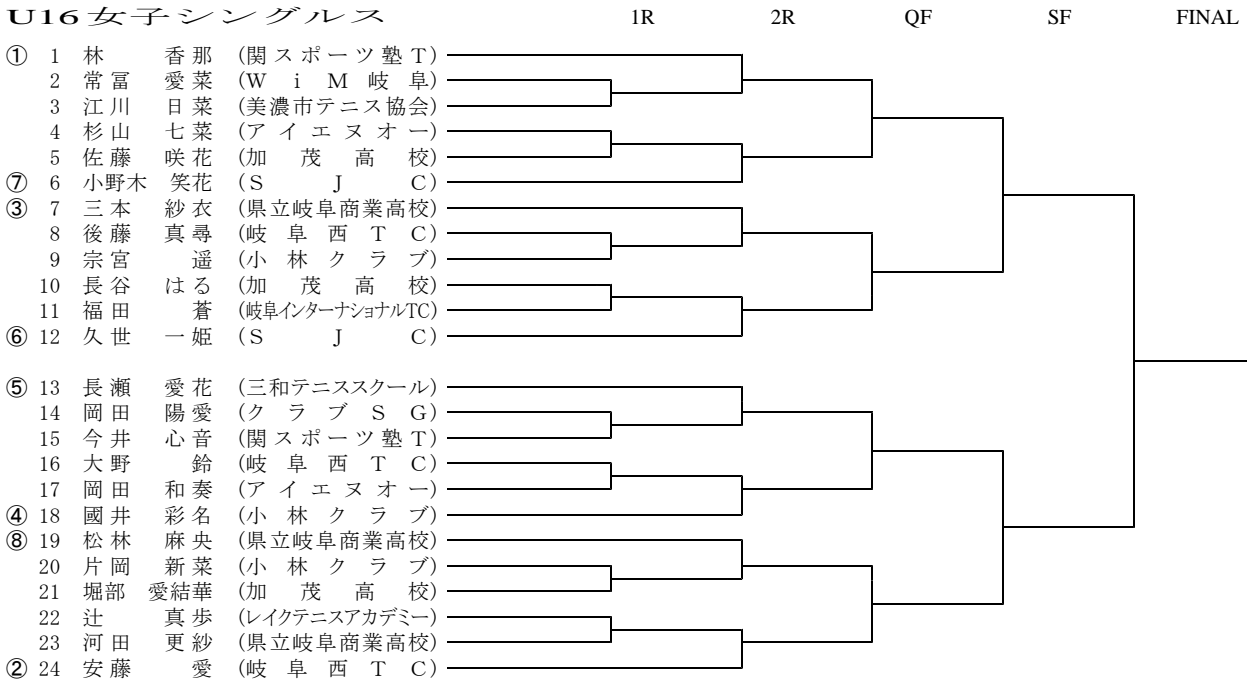 U16女子シングルス 1R 2R QF SF FINAL
① 1 林 香那 (関スポーツ塾T)
2 常冨 愛菜 (WiM岐阜)
3 江川 日菜 (美濃市テニス協会)
4 杉山 七菜 (アイエヌオー)
5 佐藤 咲花 (加茂高校)
⑦ 6 小野木 笑花 (SJC)
③ 7 三本 紗衣 (県立岐阜商業高校)
8 後藤 真尋 (岐阜西TC)
9 宗宮 遥 (小林クラブ)
10 長谷 はる (加茂高校)
11 福田 蒼 (岐阜インターナショナルTC)
⑥ 12 久世 一姫 (SJC)
⑤ 13 長瀬 愛花 (三和テニススクール)
14 岡田 陽愛 (クラブSG)
15 今井 心音 (関スポーツ塾T)
16 大野 鈴 (岐阜西TC)
17 岡田 和奏 (アイエヌオー)
④ 18 國井 彩名 (小林クラブ)
⑧ 19 松林 麻央 (県立岐阜商業高校)
20 片岡 新菜 (小林クラブ)
21 堀部 愛結華 (加茂高校)
22 辻 真歩 (レイクテニスアカデミー)
23 河田 更紗 (県立岐阜商業高校)
② 24 安藤 愛 (岐阜西TC)